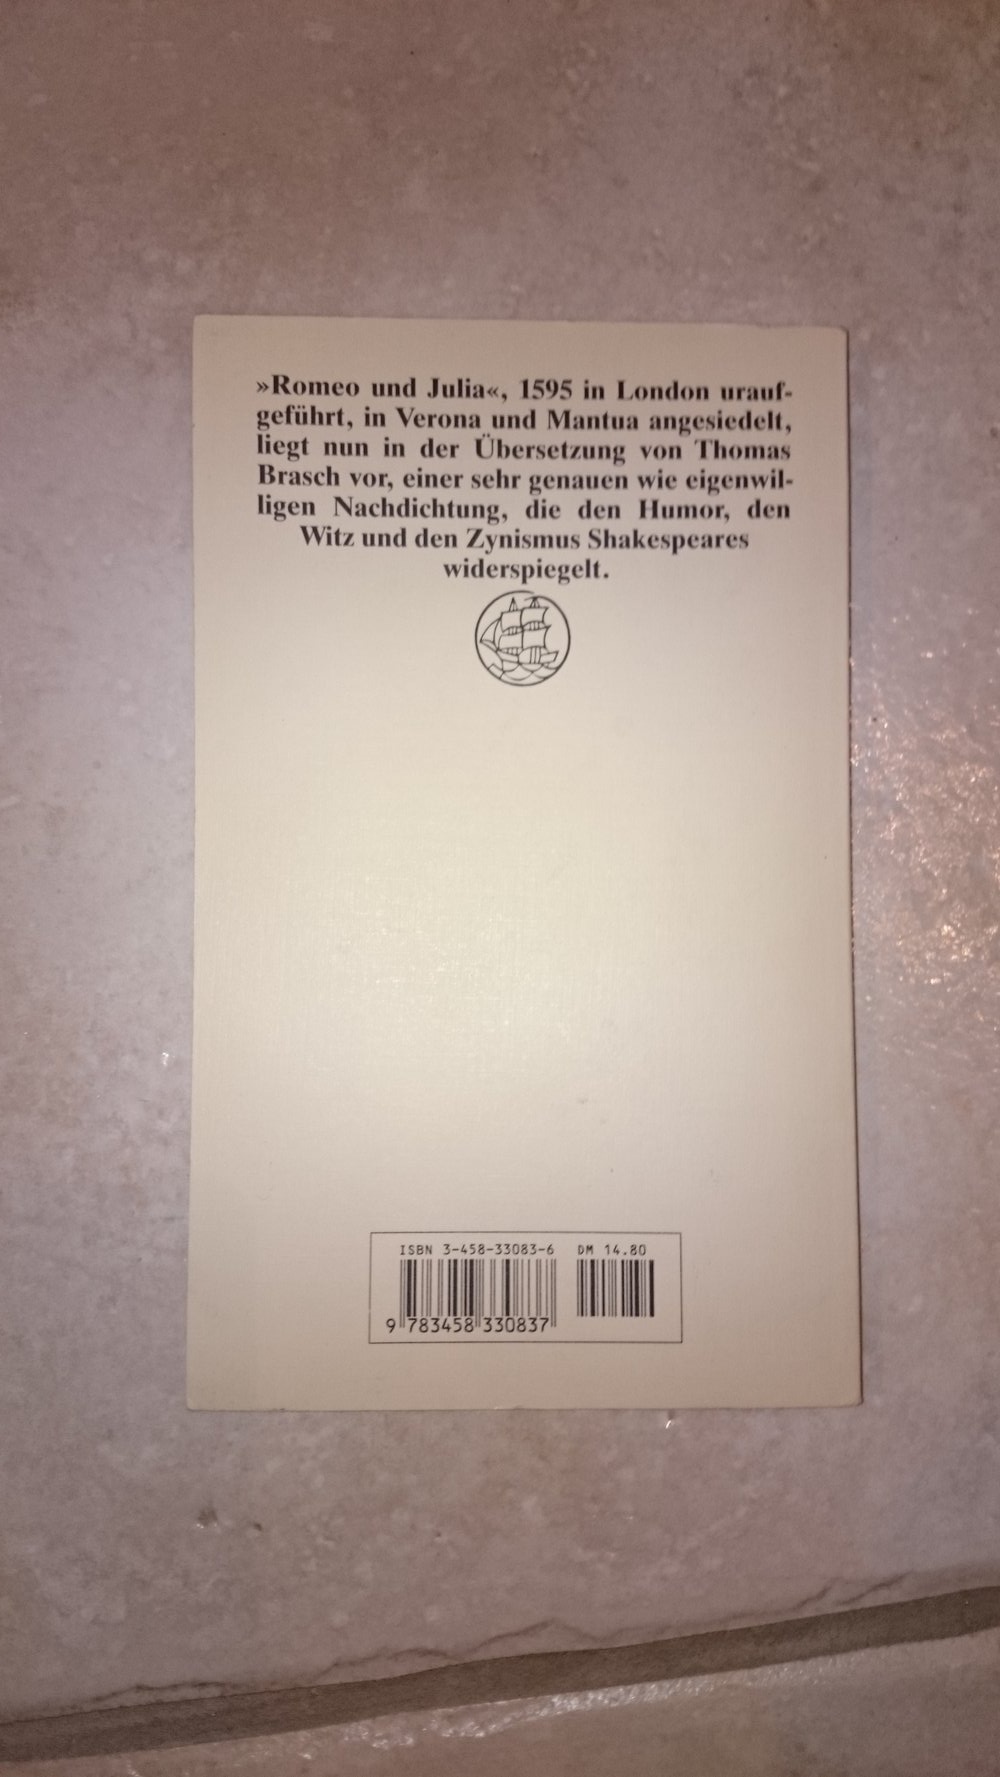 »Romeo und Julia«, 1595 in London urauf-
geführt, in Verona und Mantua angesiedelt,
liegt nun in der Übersetzung von Thomas
Brasch vor, einer sehr genauen wie eigenwil-
ligen Nachdichtung, die den Humor, den
Witz und den Zynismus Shakespeares
widerspiegelt.
ISBN 3-458-33083-6 DM 14.80
9 783458 330837